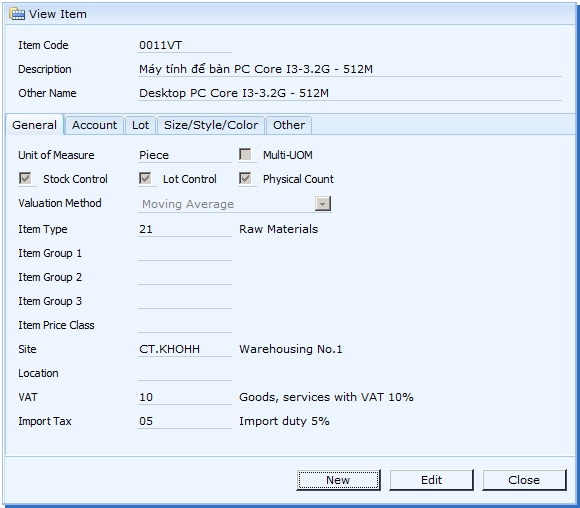 View Item
Item Code 0011VT
Description Máy tính để bàn PC Core I3-3.2G - 512M
Other Name Desktop PC Core I3-3.2G - 512M
General Account Lot Size/Style/Color Other
Unit of Measure Piece Multi-UOM
Stock Control Lot Control Physical Count
Valuation Method Moving Average
Item Type 21 Raw Materials
Item Group 1
Item Group 2
Item Group 3
Item Price Class
Site CT.KHOHH Warehousing No.1
Location
VAT 10 Goods, services with VAT 10%
Import Tax 05 Import duty 5%
New Edit Close